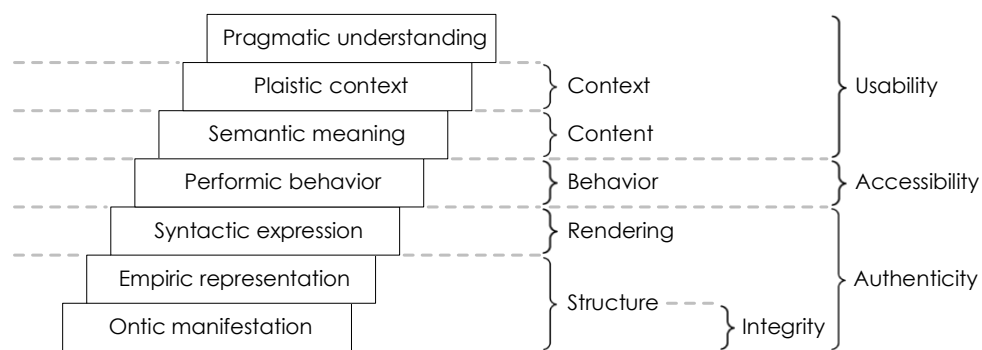 Pragmatic understanding
Plaistic context
Context
Usability
Semantic meaning
Content
Performic behavior
Behavior
Accessibility
Syntactic expression
Rendering
Empiric representation
Authenticity
Structure
Ontic manifestation
Integrity